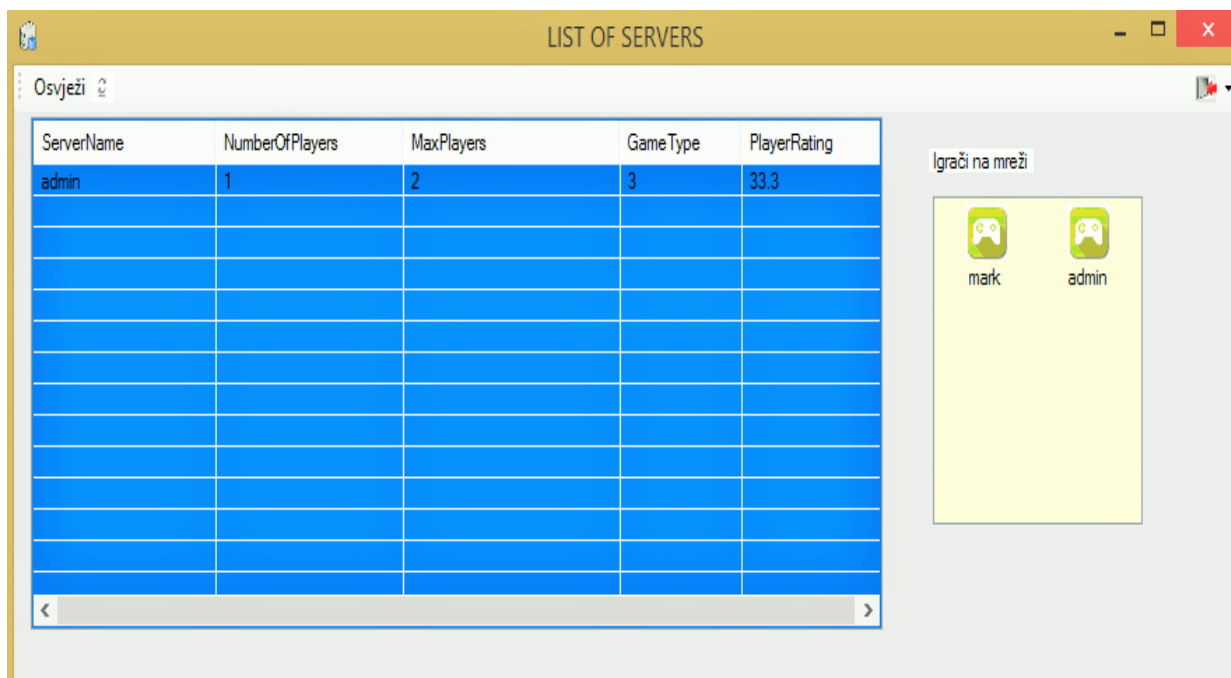 LIST OF SERVERS
Osvježi
ServerName NumberOfPlayers MaxPlayers GameType PlayerRating
admin 1 2 3 33.3
Igrači na mreži
mark admin